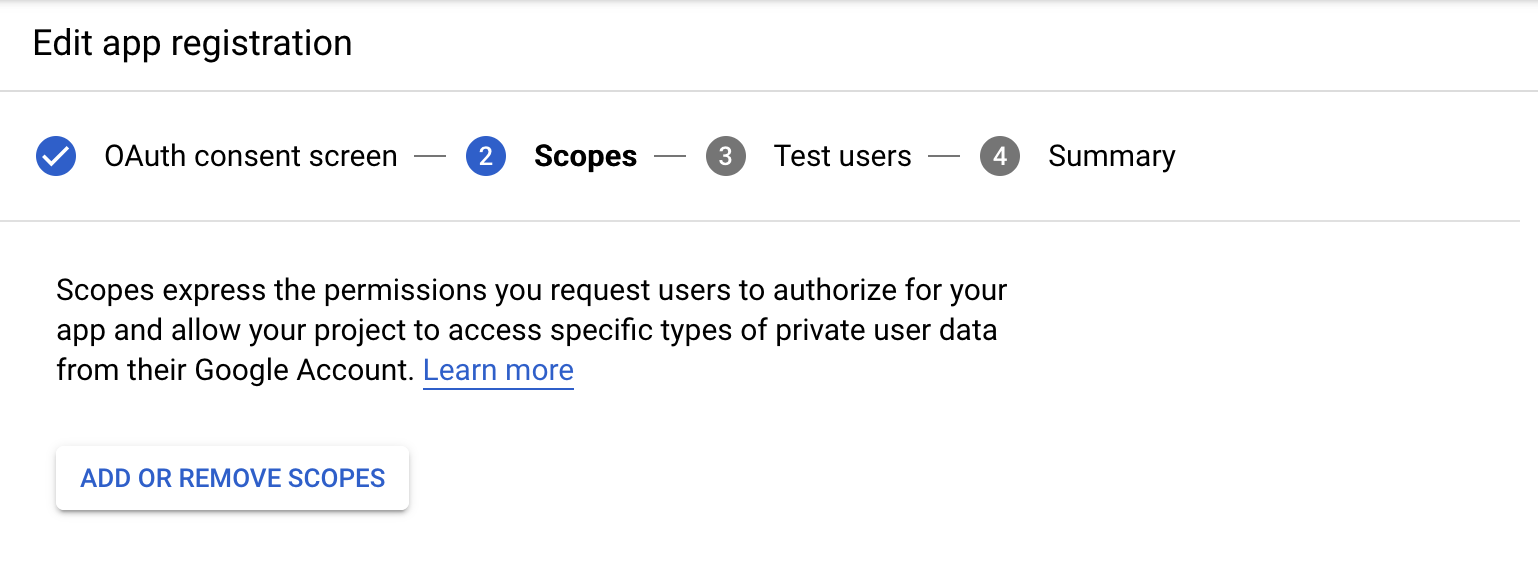 Edit app registration
OAuth consent screen — 2 Scopes — 3 Test users — 4 Summary
Scopes express the permissions you request users to authorize for your
app and allow your project to access specific types of private user data
from their Google Account. Learn more
ADD OR REMOVE SCOPES